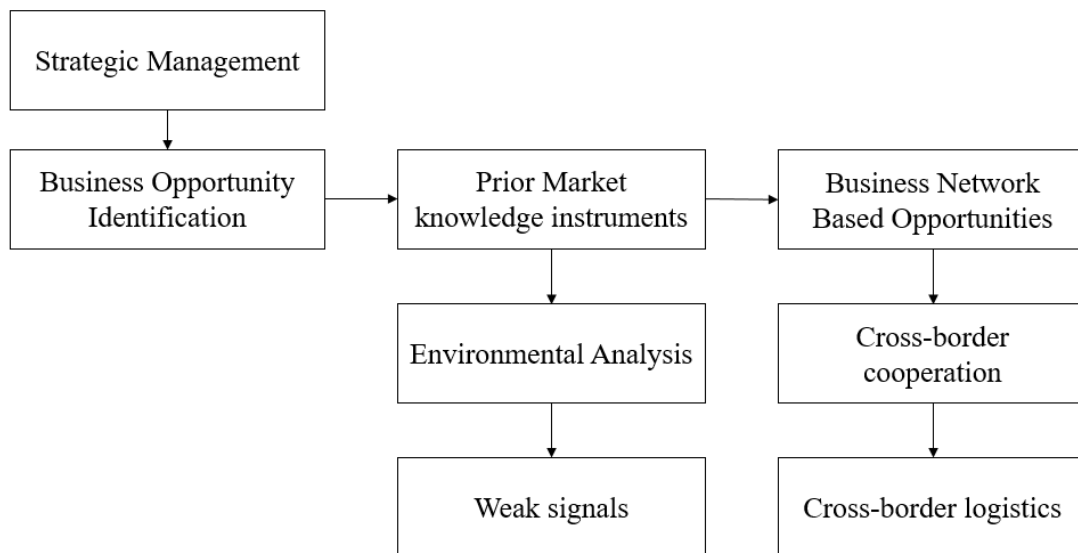 Strategic Management
Business Opportunity
Identification
Prior Market
knowledge instruments
Business Network
Based Opportunities
Environmental Analysis
Cross-border
cooperation
Weak signals
Cross-border logistics